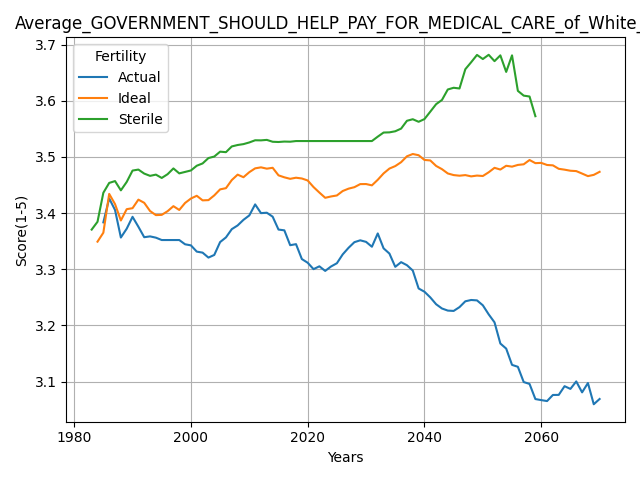 Average_GOVERNMENT_SHOULD_HELP_PAY_FOR_MEDICAL_CARE_of_White_
Fertility
Actual
Ideal
Sterile
3.7
3.6
3.5
3.4
3.3
3.2
3.1
Score(1-5)
1980
2000
2020
2040
2060
Years